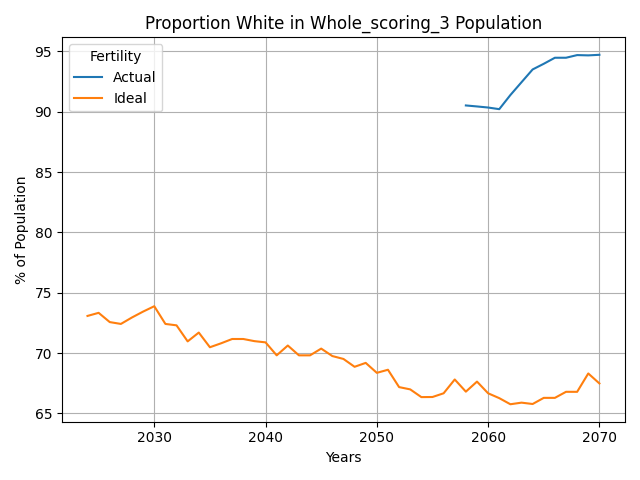 Proportion White in Whole_scoring_3 Population
Fertility
Actual
Ideal
% of Population
95
90
85
80
75
70
65
2030
2040
2050
2060
2070
Years